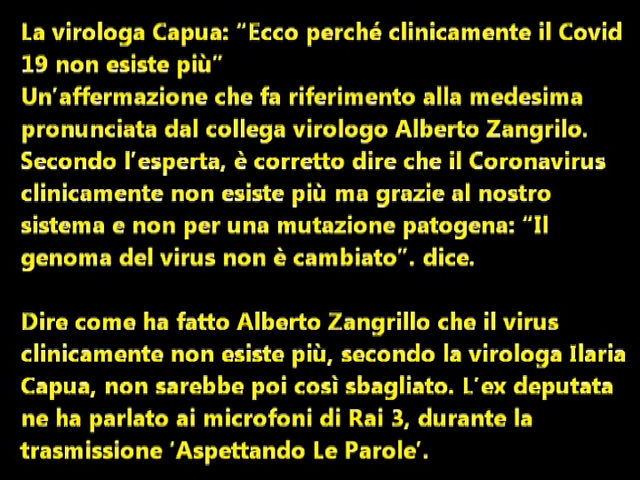 La virologa Capua: “Ecco perché clinicamente il Covid
19 non esiste più”
Un’affermazione che fa riferimento alla medesima
pronunciata dal collega virologo Alberto Zangrilo.
Secondo l’esperta, è corretto dire che il Coronavirus
clinicamente non esiste più ma grazie al nostro
sistema e non per una mutazione patogena: “Il
genoma del virus non è cambiato”. dice.

Dire come ha fatto Alberto Zangrillo che il virus
clinicamente non esiste più, secondo la virologa Ilaria
Capua, non sarebbe poi così sbagliato. L’ex deputata
ne ha parlato ai microfoni di Rai 3, durante la
trasmissione ‘Aspettando Le Parole’.